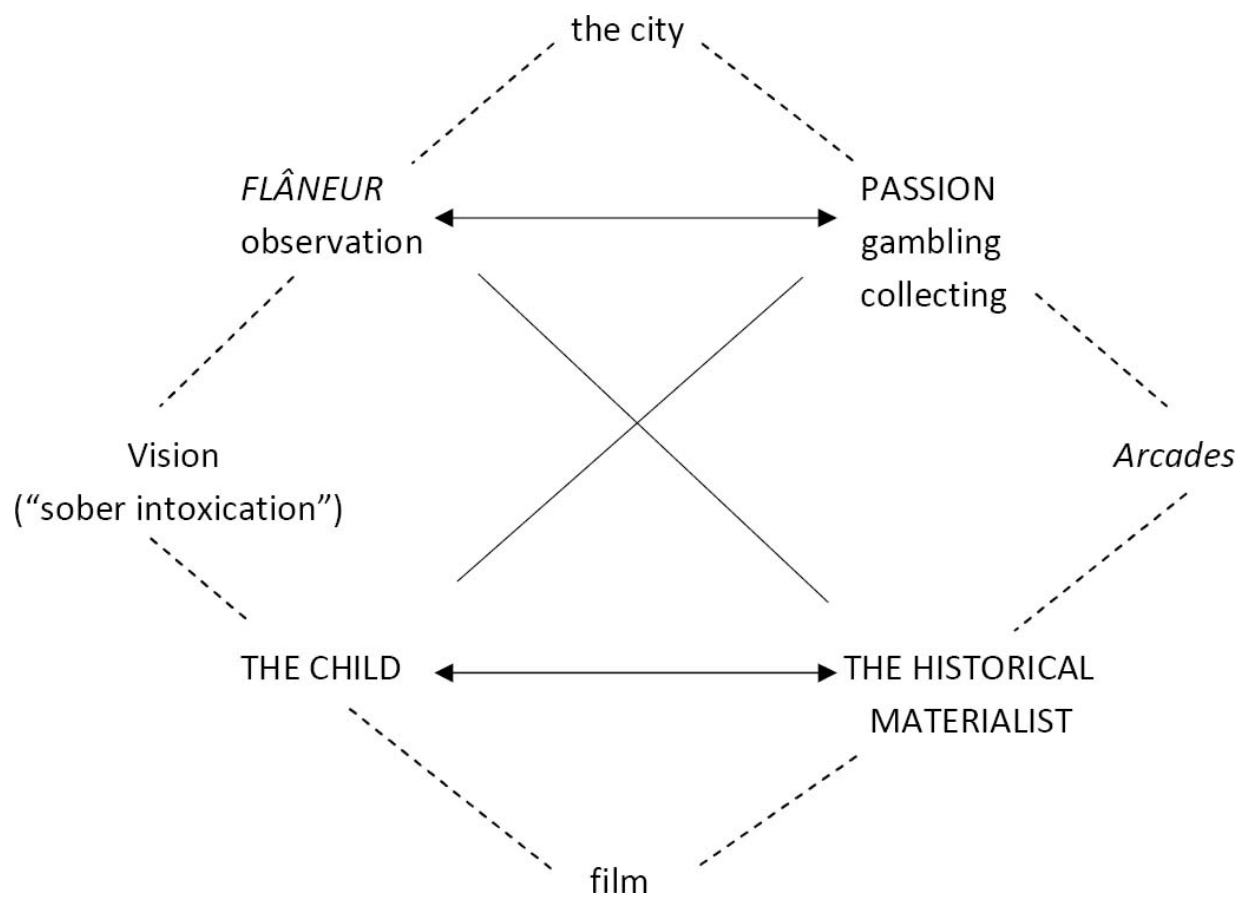 the city
FLÂNEUR
observation
PASSION
gambling
collecting
Vision
(“sober intoxication”)
Arcades
THE CHILD
THE HISTORICAL
MATERIALIST
film